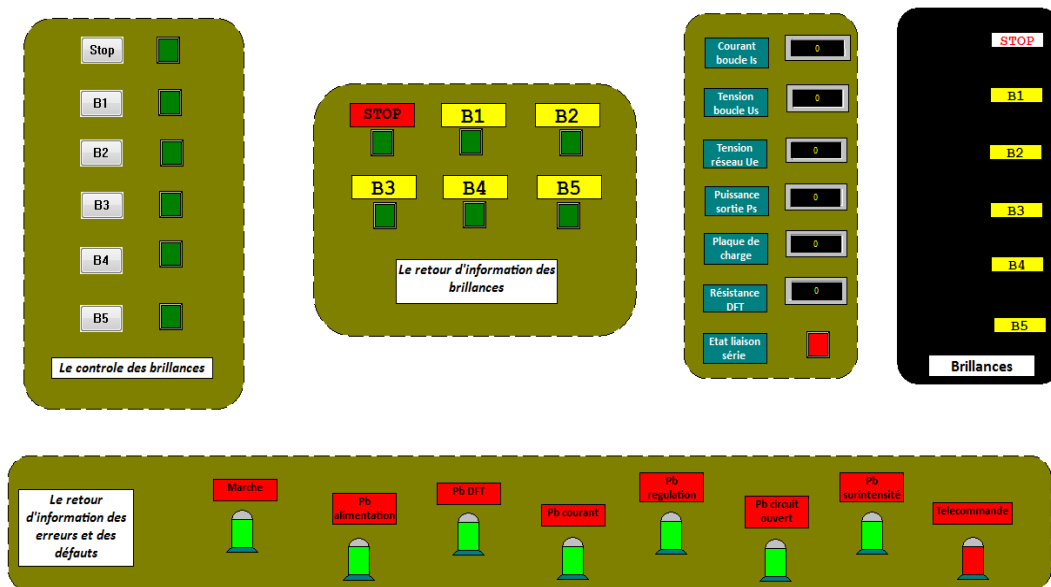 Stop
B1
B2
B3
B4
B5
Le controle des brillances
STOP
B1
B2
B3
B4
B5
Le retour d'information des
brillances
Courant
boucle Is
0
Tension
boucle Us
0
Tension
réseau Ue
0
Puissance
sortie Ps
0
Plaque de
charge
0
Résistance
DFT
0
Etat liaison
série
STOP
B1
B2
B3
B4
B5
Brillances
Le retour
d'information des
erreurs et des
défauts
Marche
Pb
alimentation
Pb DFT
Pb courant
Pb
regulation
Pb circuit
ouvert
Pb
surintensité
Telecommande